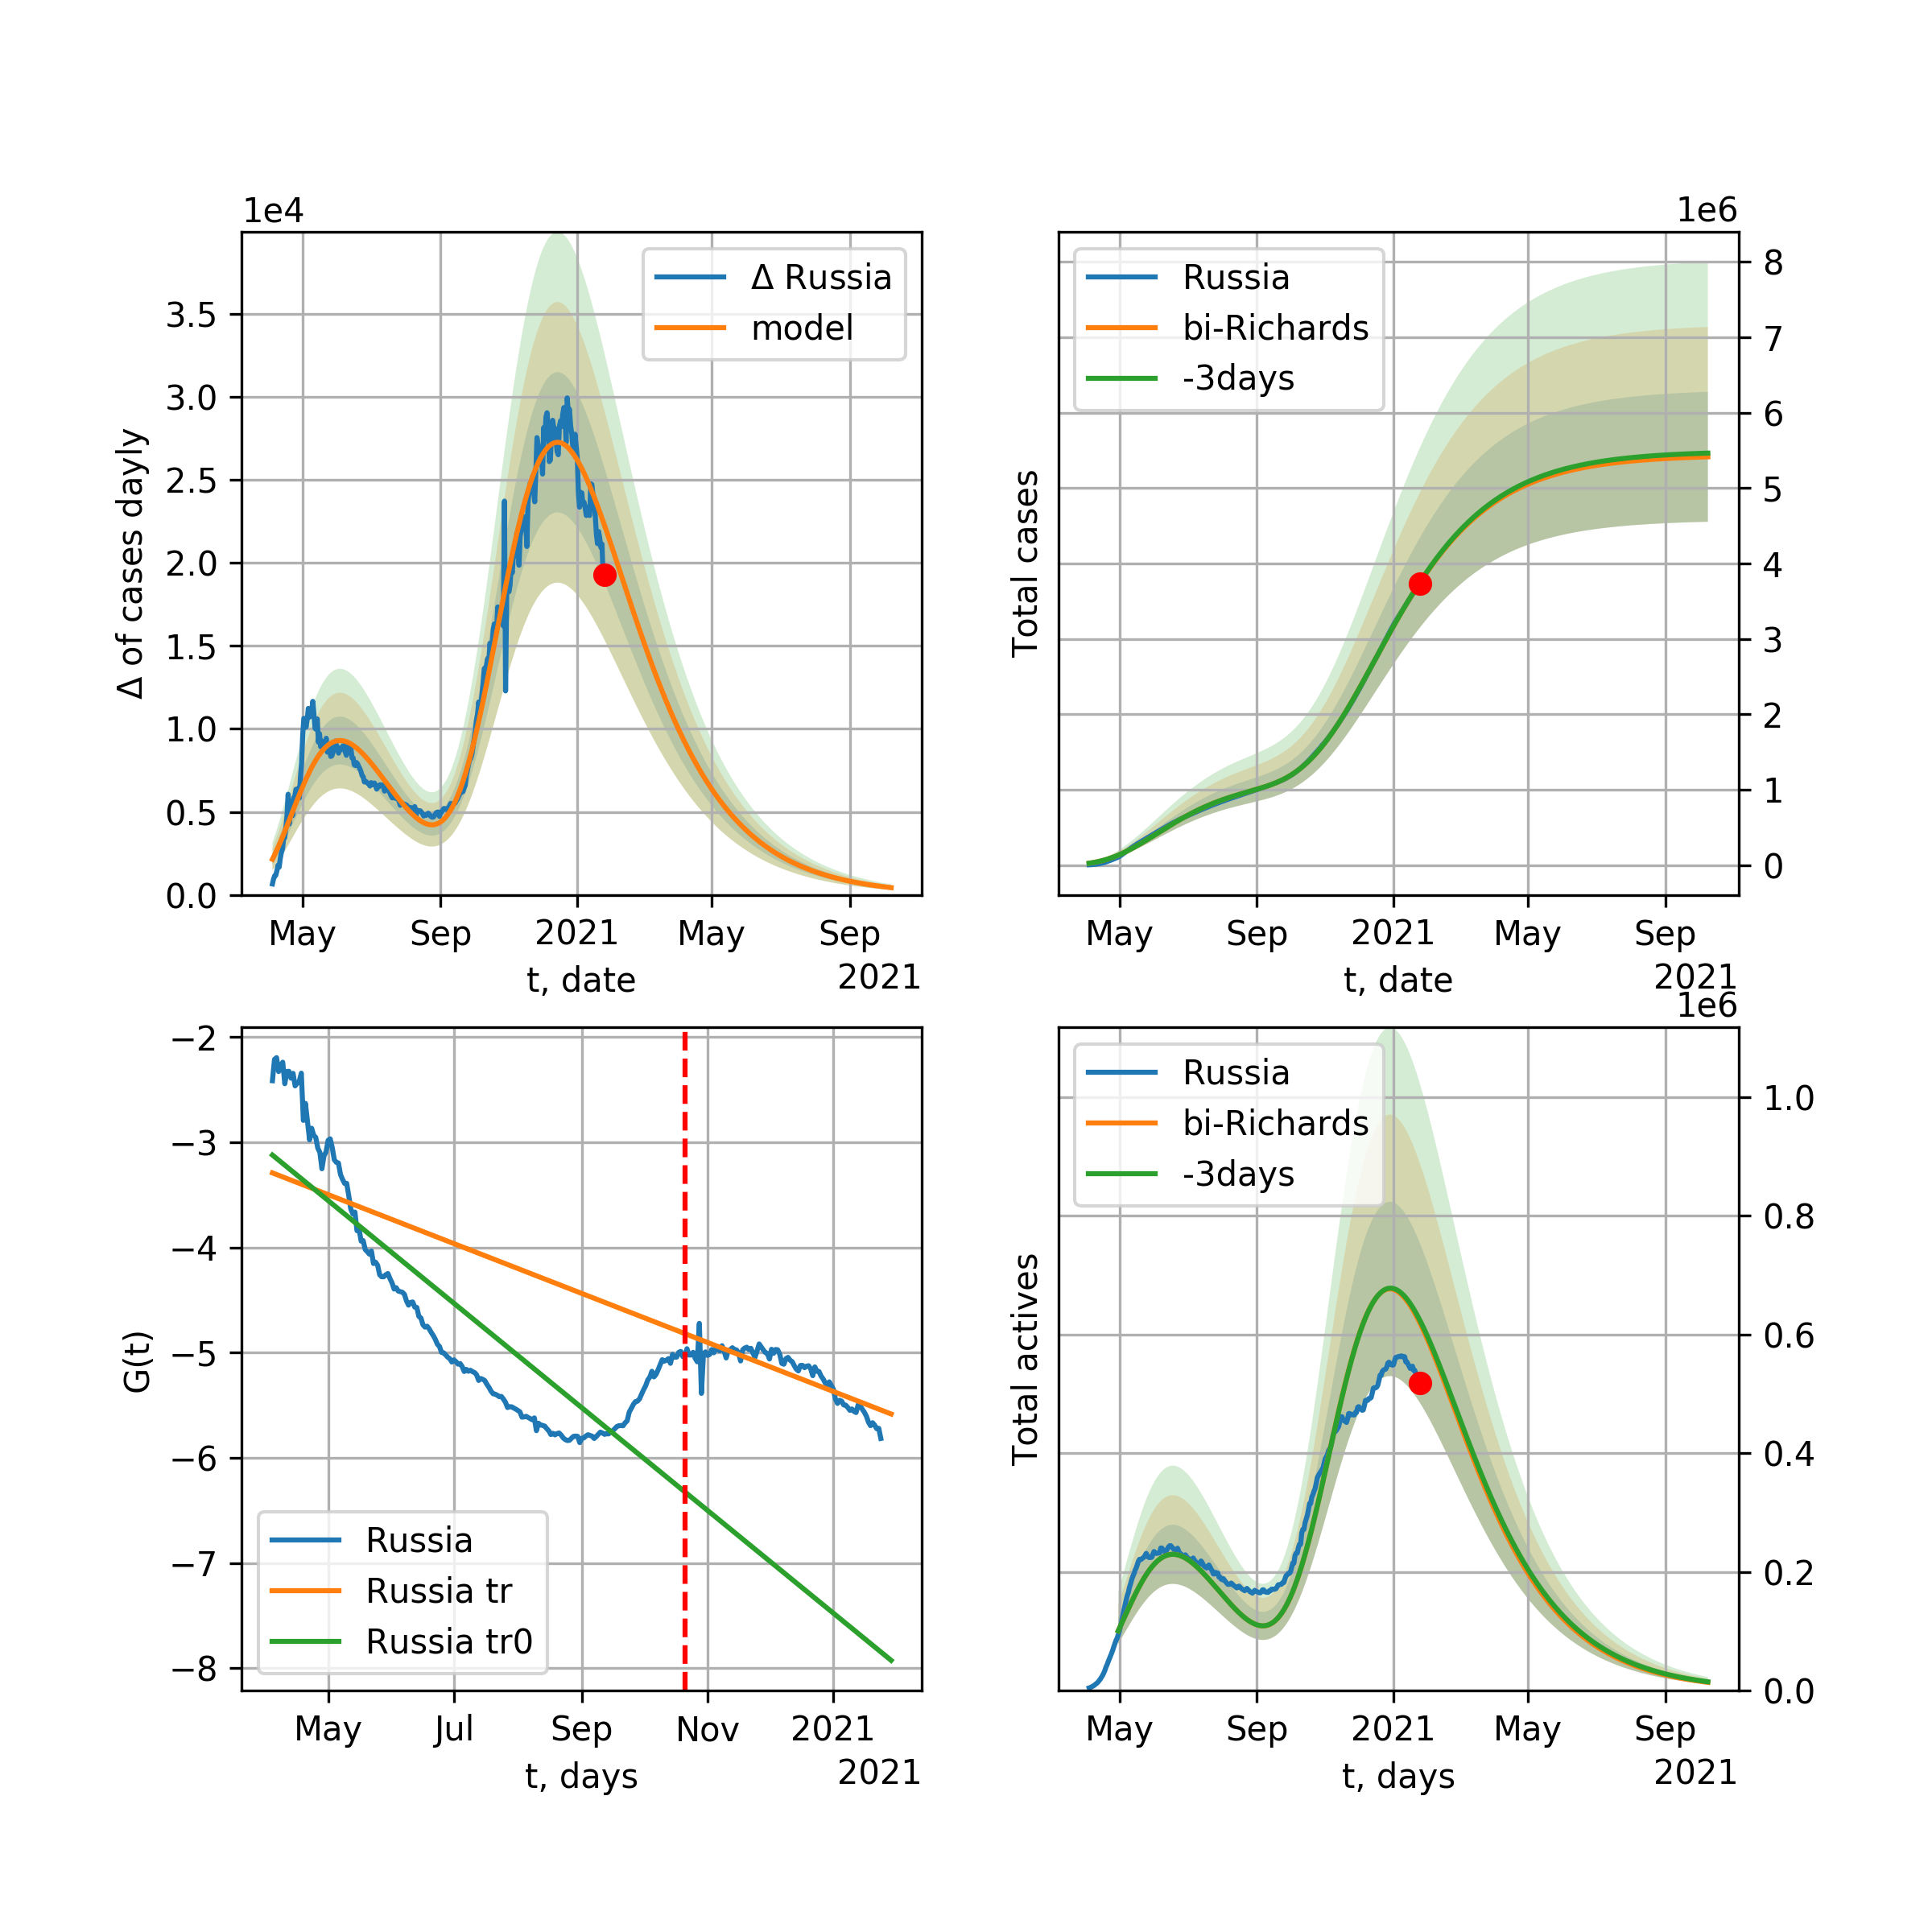 1e4
Δ of cases dayly
3.5
3.0
2.5
2.0
1.5
1.0
0.5
0.0
Δ Russia
model
May Sep 2021 May Sep
t, date
2021
1e6
Total cases
Russia
bi-Richards
-3days
8
7
6
5
4
3
2
1
0
May Sep 2021 May Sep
t, date
2021
G(t)
−2
−3
−4
−5
−6
−7
−8
Russia
Russia tr
Russia tr0
May Jul Sep Nov 2021
t, days
2021
1e6
Total actives
Russia
bi-Richards
-3days
1.0
0.8
0.6
0.4
0.2
0.0
May Sep 2021 May Sep
t, days
2021